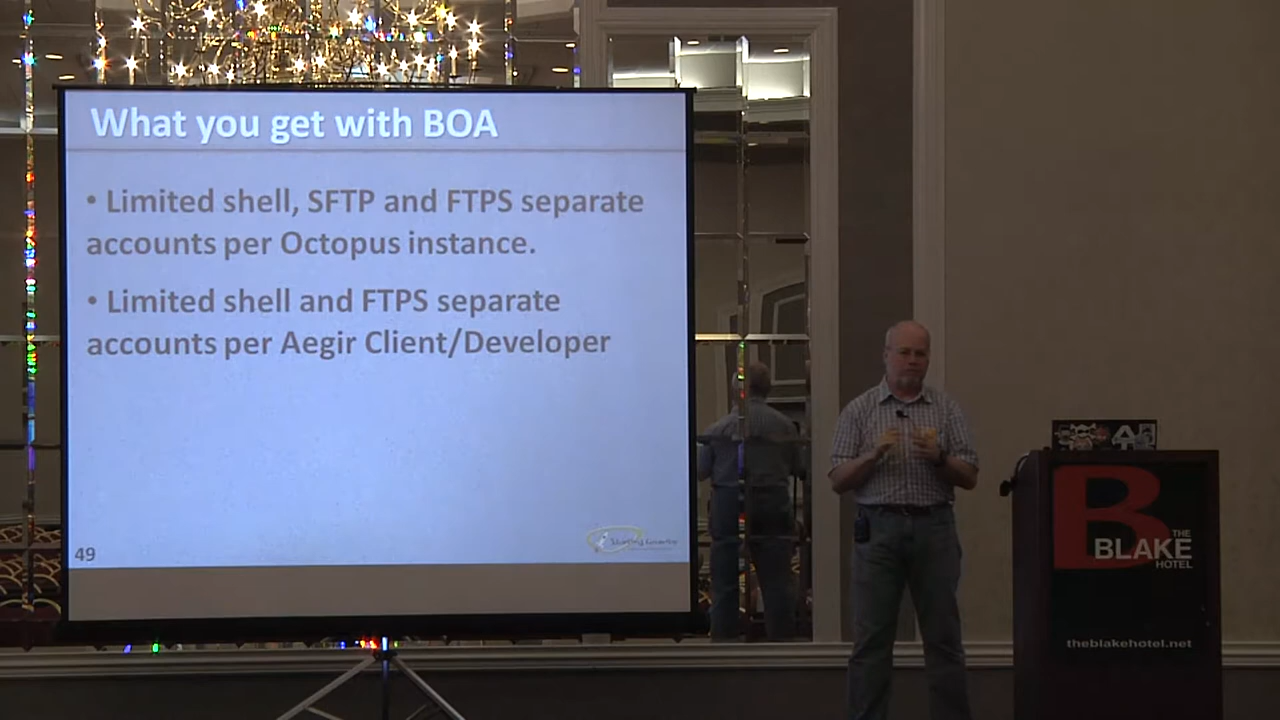 What you get with BOA
• Limited shell, SFTP and FTPS separate
accounts per Octopus instance.
• Limited shell and FTPS separate
accounts per Aegir Client/Developer
49
B
THE
BLAKE
HOTEL
theblakehotel.net